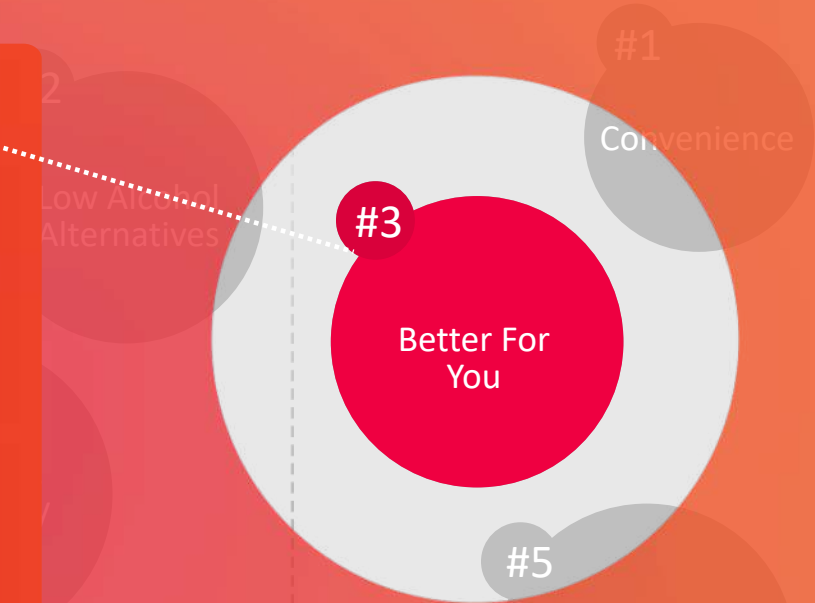 #1
Convenience
2
Low Alcohol
Alternatives
#3
Better For
You
#5